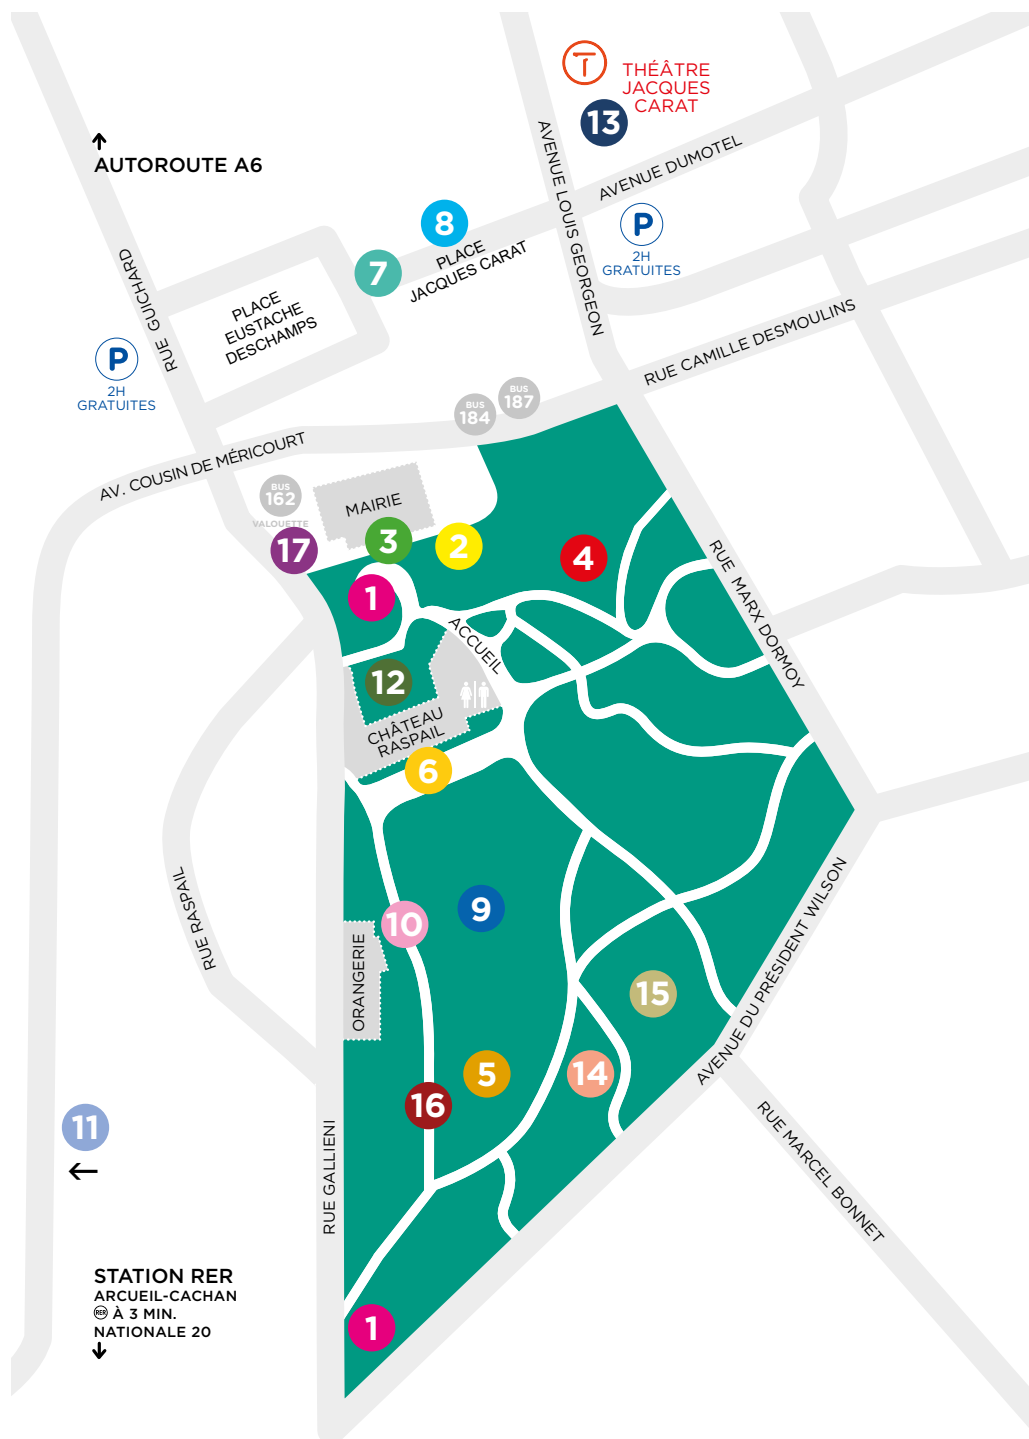 THÉÂTRE
JACQUES
CARAT
13
AUTOROUTE A6
AVENUE LOUIS GEORGEON
AVENUE DUMOTEL
8
P
2H
GRATUITES
PLACE
JACQUES CARAT
7
RUE GUICHARD
PLACE
EUSTACHE
DESCHAMPS
P
2H
GRATUITES
RUE CAMILLE DESMOULINS
BUS
187
BUS
184
AV. COUSIN DE MÉRICOURT
BUS
162
VALOUETTE
MAIRIE
17
3
2
4
1
RUE MARX DORMOY
ACCUEIL
12
CHÂTEAU
RASPAIL
6
RUE RASPAIL
10
9
ORANGERIE
15
AVENUE DU PRÉSIDENT WILSON
5
14
16
11
RUE GALLIENI
RUE MARCEL BONNET
STATION RER
ARCUEIL-CACHAN
RER À 3 MIN.
NATIONALE 20
1